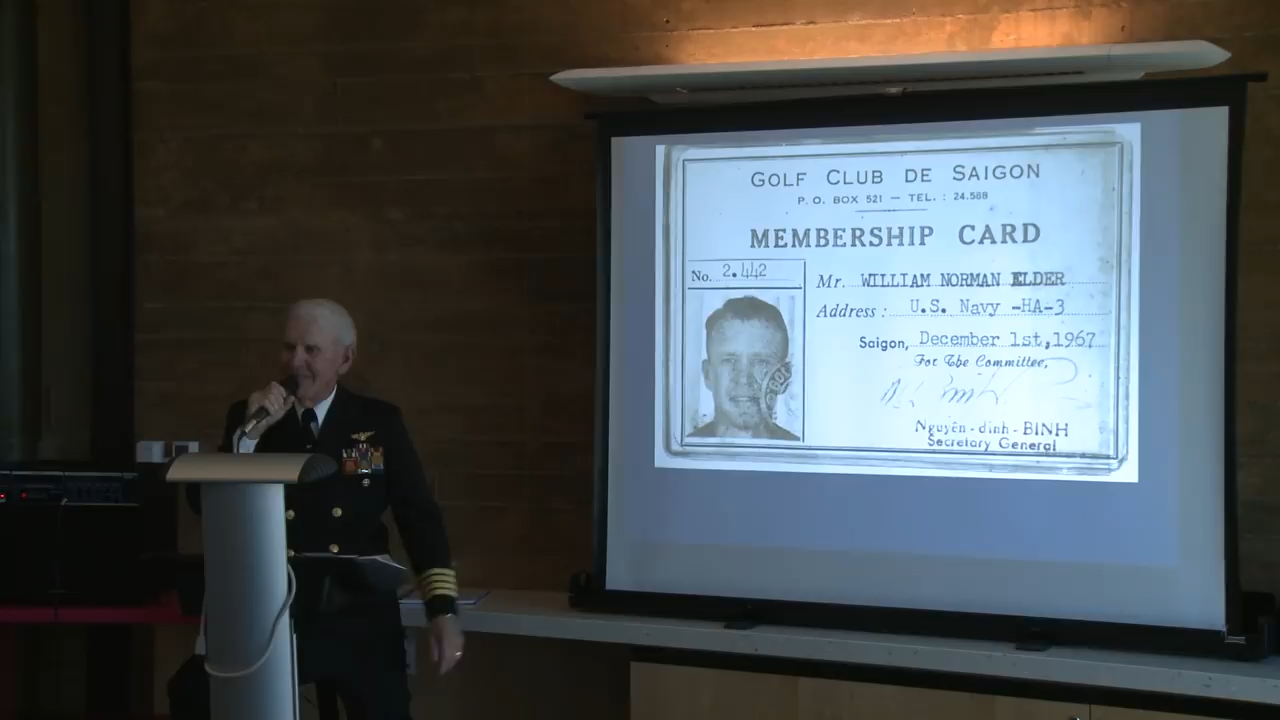 GOLF CLUB DE SAIGON
P. O. BOX 521 — TEL. : 24.568
MEMBERSHIP CARD
No. 2.442
Mr. WILLIAM NORMAN ELDER
Address : U.S. Navy -HA-3
Saigon, December 1st, 1967
For The Committee,
Nguyên - dinh - BINH
Secretary General